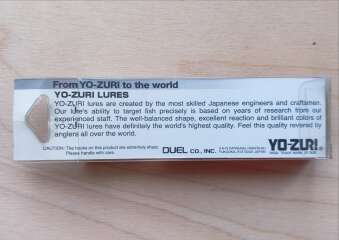 From YO-ZURI to the world
YO-ZURI LURES
YO-ZURI lures are created by the most skilled Japanese engineers and craftsmen.
Our lure's ability to target fish precisely is based on years of research from our
experienced staff. The well-balanced shape, excellent reaction and brilliant colors of
YO-ZURI lures have definitely the world's highest quality. Feel this quality revered by
anglers all over the world.
CAUTION: The hooks on this product are extremely sharp.
Please handle with care.
DUEL CO., INC.
YO-ZURI®